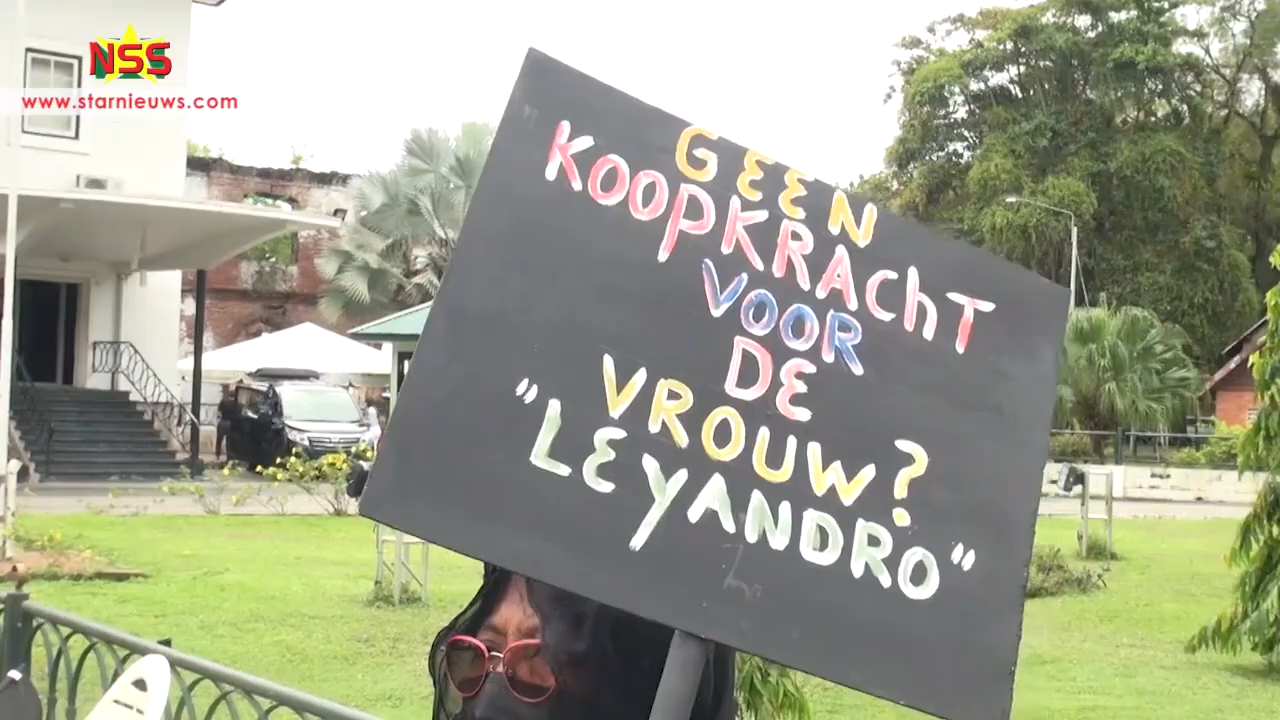 NSS
www.starnieuws.com
GEEN
KOOPKRAChT
VOOR
DE
VROUW?
"LEYANDRO"